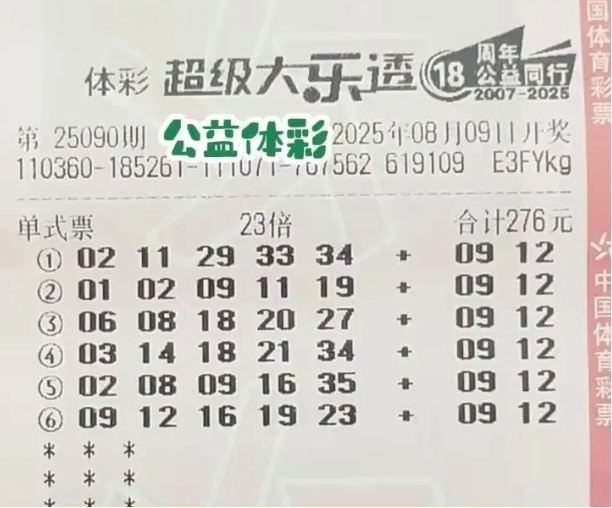 体彩 超级大乐透 18 周年 公益同行 2007-2025
第 25090期 公益体彩 2025年08月09日开奖
110360-185261-111071-767562 619109 E3FYkg
单式票 23倍 合计276元
① 02 11 29 33 34 + 09 12
② 01 02 09 11 19 + 09 12
③ 06 08 18 20 27 + 09 12
④ 03 14 18 21 34 + 09 12
⑤ 02 08 09 16 35 + 09 12
⑥ 09 12 16 19 23 + 09 12
* * *
* * *
* * *
国体育彩票
中国体育彩票